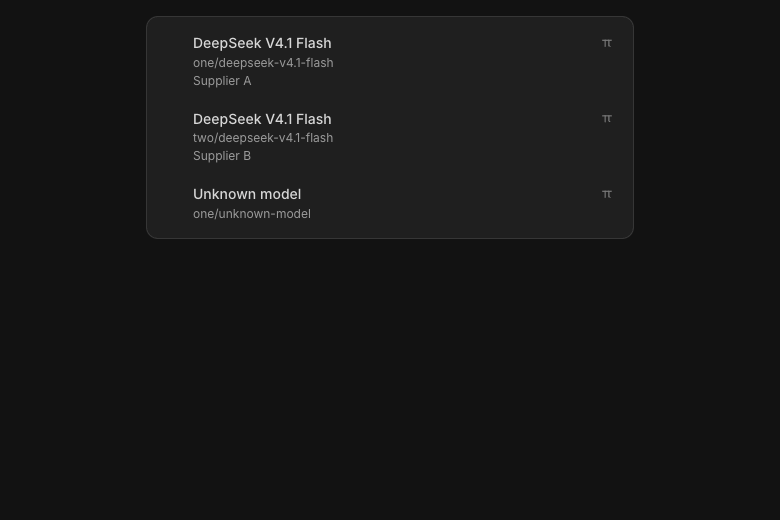 DeepSeek V4.1 Flash π
one/deepseek-v4.1-flash
Supplier A
DeepSeek V4.1 Flash π
two/deepseek-v4.1-flash
Supplier B
Unknown model π
one/unknown-model